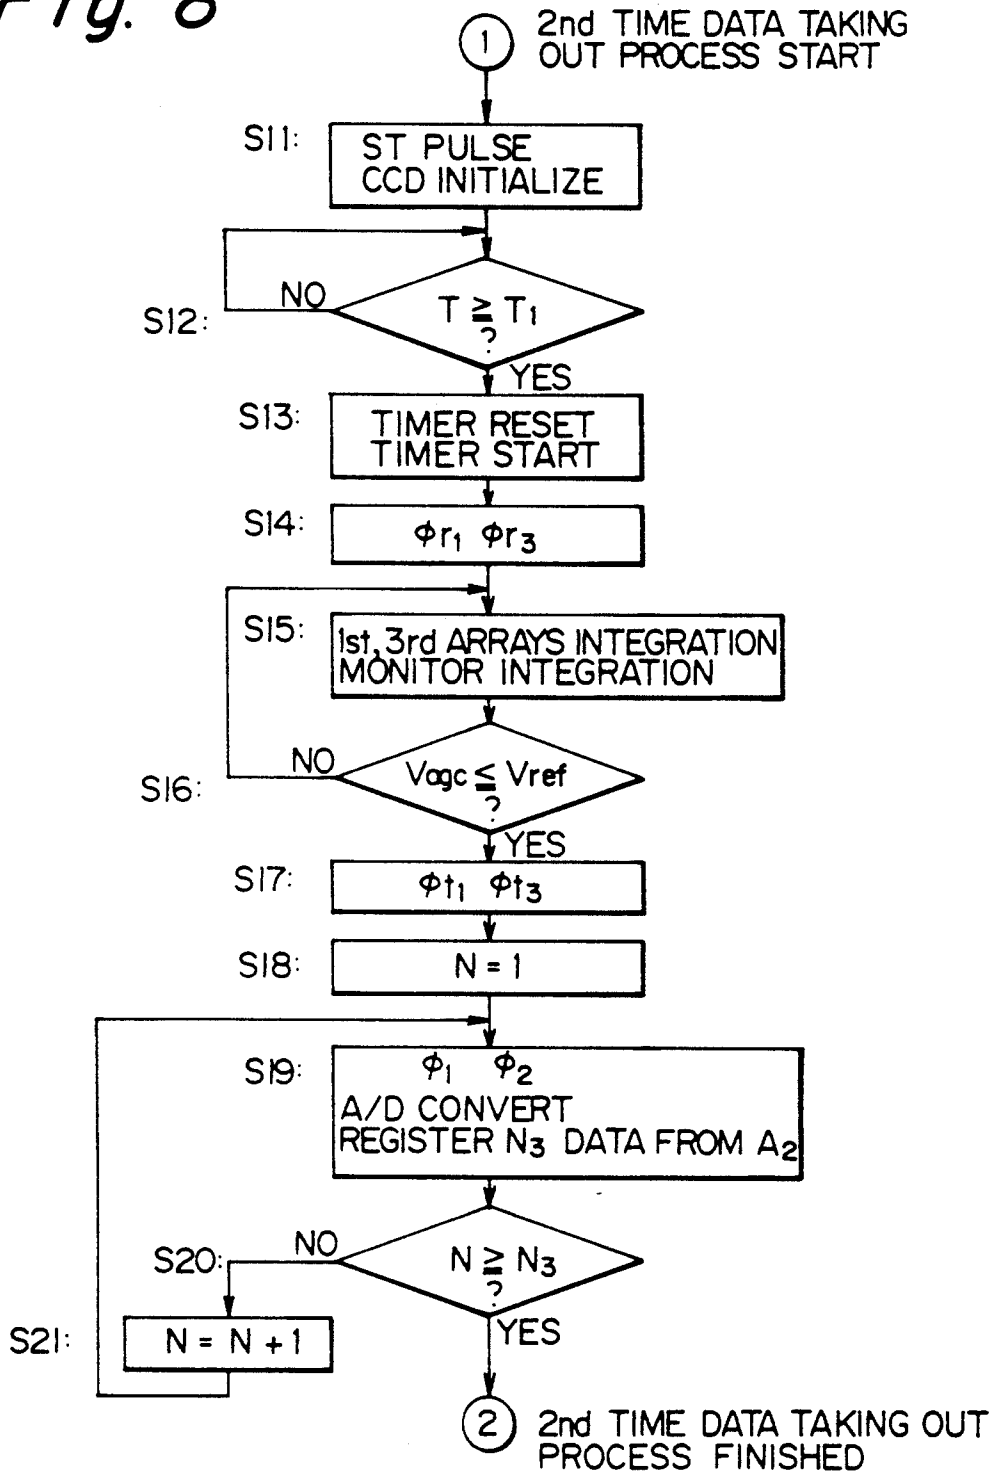 Fig. 8
1
2nd TIME DATA TAKING
OUT PROCESS START
S11:
ST PULSE
CCD INITIALIZE
NO
S12:
T ≧ T1
?
YES
S13:
TIMER RESET
TIMER START
S14:
φr1 φr3
S15:
1st, 3rd ARRAYS INTEGRATION
MONITOR INTEGRATION
NO
S16:
Vagc ≦ Vref
?
YES
S17:
φt1 φt3
S18:
N = 1
S19:
φ1 φ2
A/D CONVERT
REGISTER N3 DATA FROM A2
NO
S20:
N ≧ N3
?
YES
S21:
N = N + 1
2
2nd TIME DATA TAKING OUT
PROCESS FINISHED